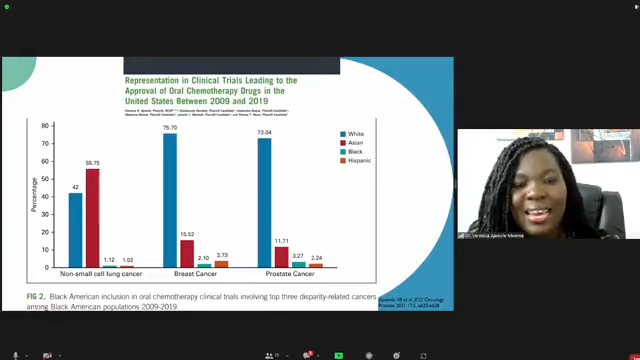 Representation in Clinical Trials Leading to the
Approval of Oral Chemotherapy Drugs in the
United States Between 2009 and 2019
80
70
60
50
40
30
20
10
0
Percentage
42
55.75
1.12
1.02
75.70
15.52
2.10
3.73
73.04
11.71
3.27
2.24
White
Asian
Black
Hispanic
Non-small cell lung cancer
Breast Cancer
Prostate Cancer
FIG 2. Black American inclusion in oral chemotherapy clinical trials involving top three disparity-related cancers
among Black American populations 2009-2019.